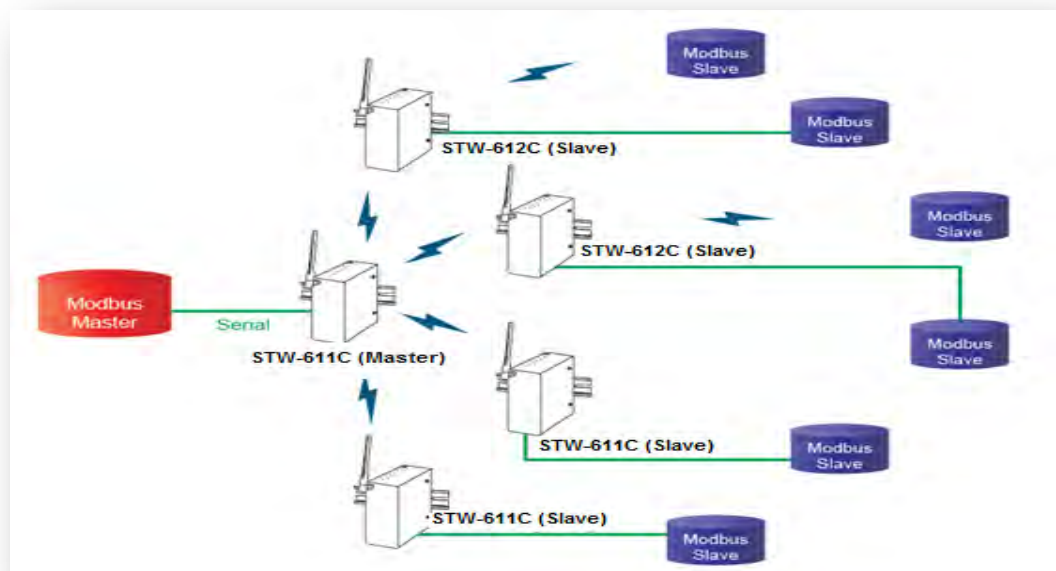 Modbus
Slave
Modbus
Slave
STW-612C (Slave)
Modbus
Slave
STW-612C (Slave)
Modbus
Master
Serial
Modbus
Slave
STW-611C (Master)
STW-611C (Slave)
Modbus
Slave
STW-611C (Slave)
Modbus
Slave